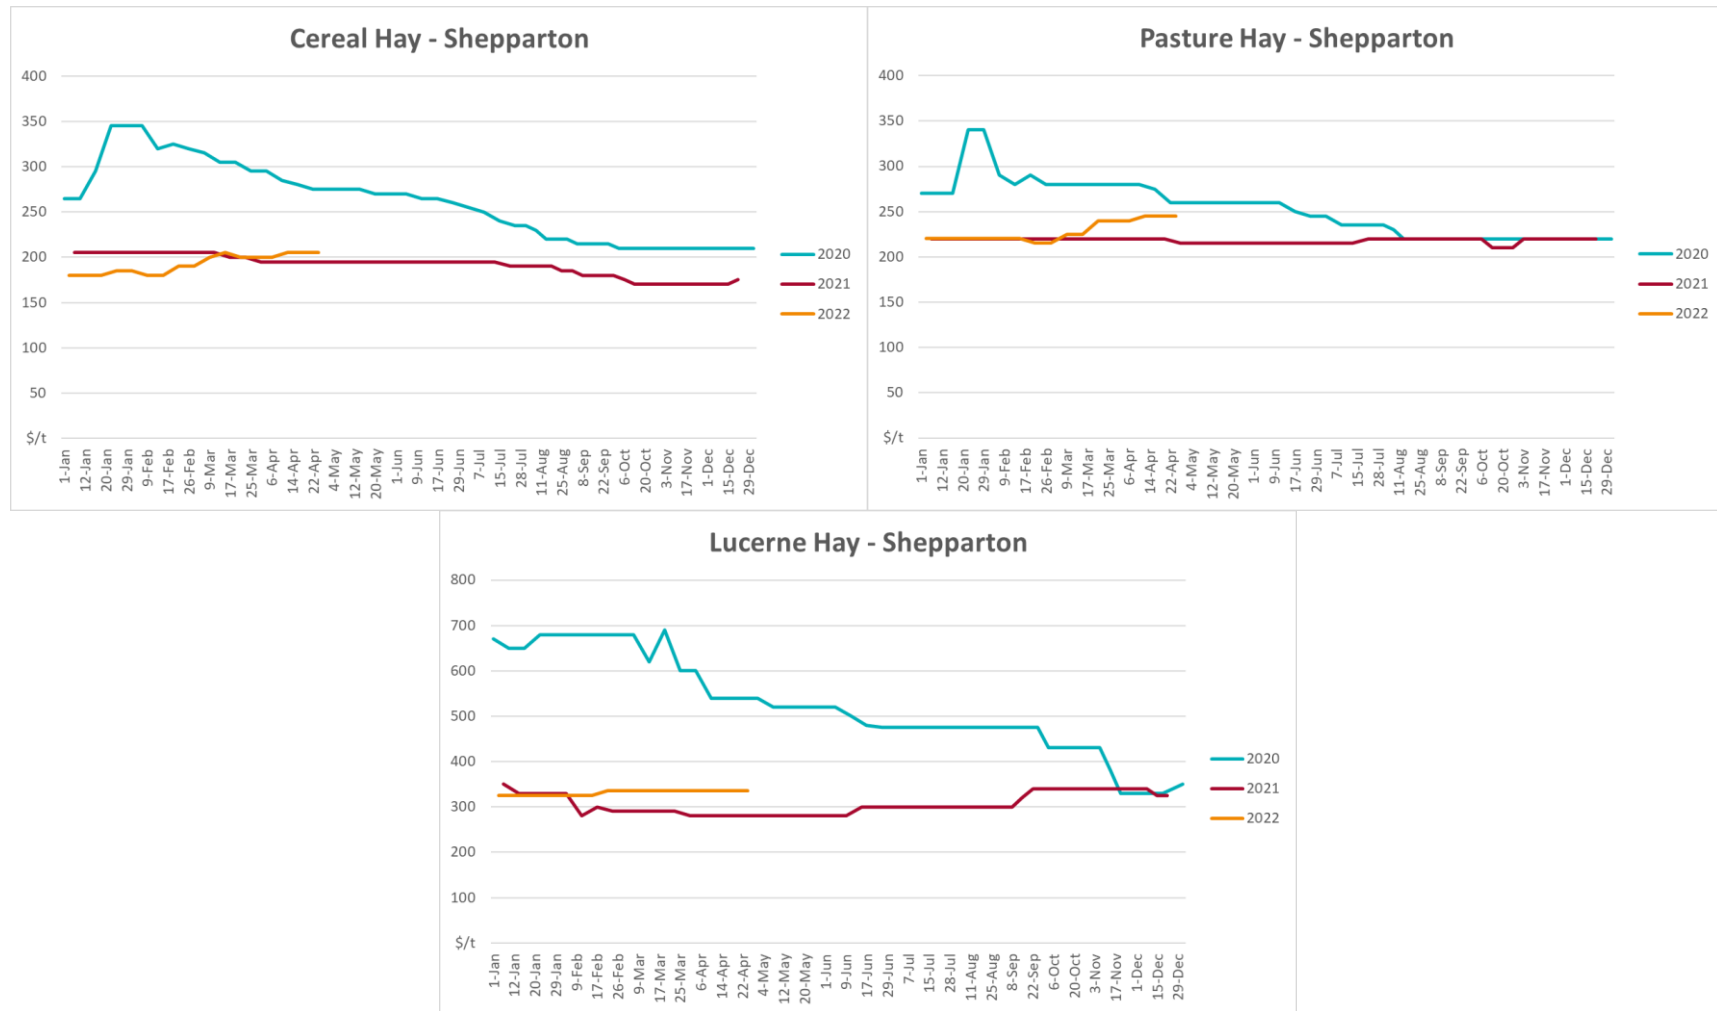 Cereal Hay - Shepparton
400
350
300
250
200
150
100
50
$/t
1-Jan
12-Jan
20-Jan
29-Jan
9-Feb
17-Feb
26-Feb
9-Mar
17-Mar
25-Mar
6-Apr
14-Apr
22-Apr
4-May
12-May
20-May
1-Jun
9-Jun
17-Jun
29-Jun
7-Jul
15-Jul
28-Jul
11-Aug
25-Aug
8-Sep
22-Sep
6-Oct
20-Oct
3-Nov
17-Nov
1-Dec
15-Dec
29-Dec
2020
2021
2022
Pasture Hay - Shepparton
400
350
300
250
200
150
100
50
$/t
1-Jan
12-Jan
20-Jan
29-Jan
9-Feb
17-Feb
26-Feb
9-Mar
17-Mar
25-Mar
6-Apr
14-Apr
22-Apr
4-May
12-May
20-May
1-Jun
9-Jun
17-Jun
29-Jun
7-Jul
15-Jul
28-Jul
11-Aug
25-Aug
8-Sep
22-Sep
6-Oct
20-Oct
3-Nov
17-Nov
1-Dec
15-Dec
29-Dec
2020
2021
2022
Lucerne Hay - Shepparton
800
700
600
500
400
300
200
100
$/t
1-Jan
12-Jan
20-Jan
29-Jan
9-Feb
17-Feb
26-Feb
9-Mar
17-Mar
25-Mar
6-Apr
14-Apr
22-Apr
4-May
12-May
20-May
1-Jun
9-Jun
17-Jun
29-Jun
7-Jul
15-Jul
28-Jul
11-Aug
25-Aug
8-Sep
22-Sep
6-Oct
20-Oct
3-Nov
17-Nov
1-Dec
15-Dec
29-Dec
2020
2021
2022